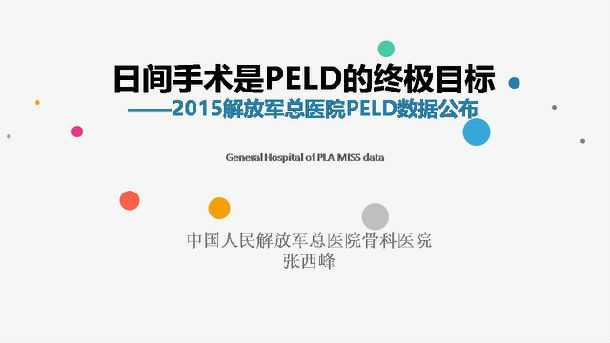 日间手术是PELD的终极目标
——2015解放军总医院PELD数据公布
General Hospital of PLA MISS data
中国人民解放军总医院骨科医院
张西峰